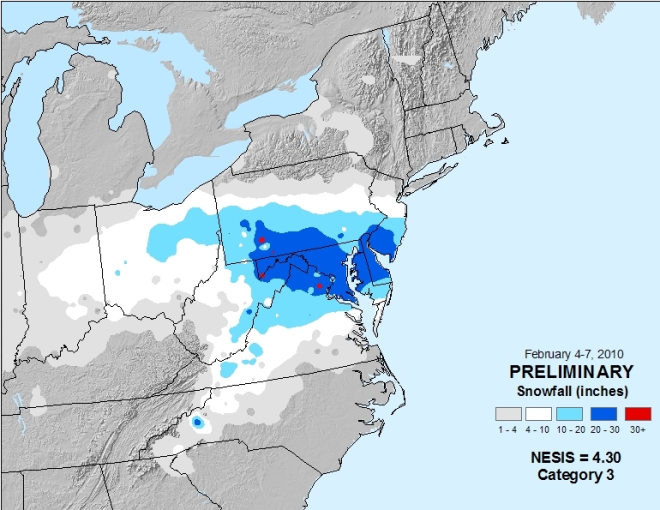 February 4-7, 2010
PRELIMINARY
Snowfall (inches)
1 - 4 4 - 10 10 - 20 20 - 30 30+
NESIS = 4.30
Category 3